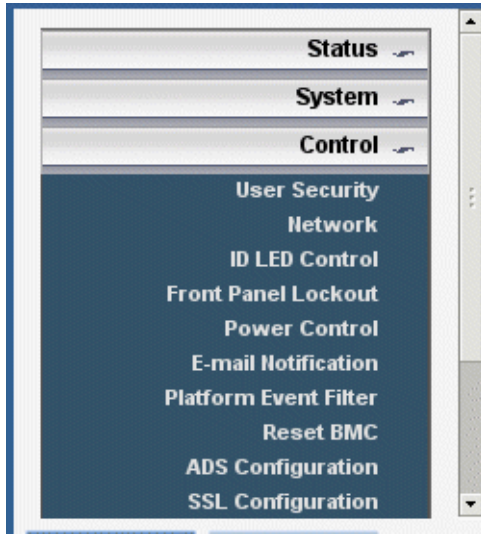 Status
System
Control
User Security
Network
ID LED Control
Front Panel Lockout
Power Control
E-mail Notification
Platform Event Filter
Reset BMC
ADS Configuration
SSL Configuration